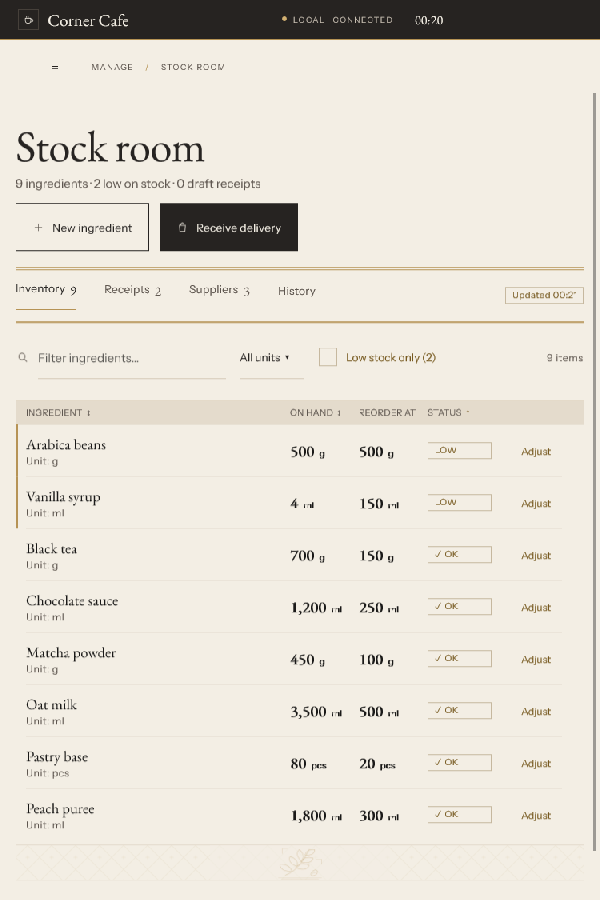 Corner Cafe
LOCAL CONNECTED 00:20
MANAGE / STOCK ROOM
Stock room
9 ingredients · 2 low on stock · 0 draft receipts
+ New ingredient
Receive delivery
Inventory 9 Receipts 2 Suppliers 3 History
Updated
Filter ingredients... All units Low stock only (2) 9 items
INGREDIENT ON HAND REORDER AT STATUS
Arabica beans 500 g 500 g LOW Adjust
Unit: g
Vanilla syrup 4 ml 150 ml LOW Adjust
Unit: ml
Black tea 700 g 150 g ✓ OK Adjust
Unit: g
Chocolate sauce 1,200 ml 250 ml ✓ OK Adjust
Unit: ml
Matcha powder 450 g 100 g ✓ OK Adjust
Unit: g
Oat milk 3,500 ml 500 ml ✓ OK Adjust
Unit: ml
Pastry base 80 pcs 20 pcs ✓ OK Adjust
Unit: pcs
Peach puree 1,800 ml 300 ml ✓ OK Adjust
Unit: ml